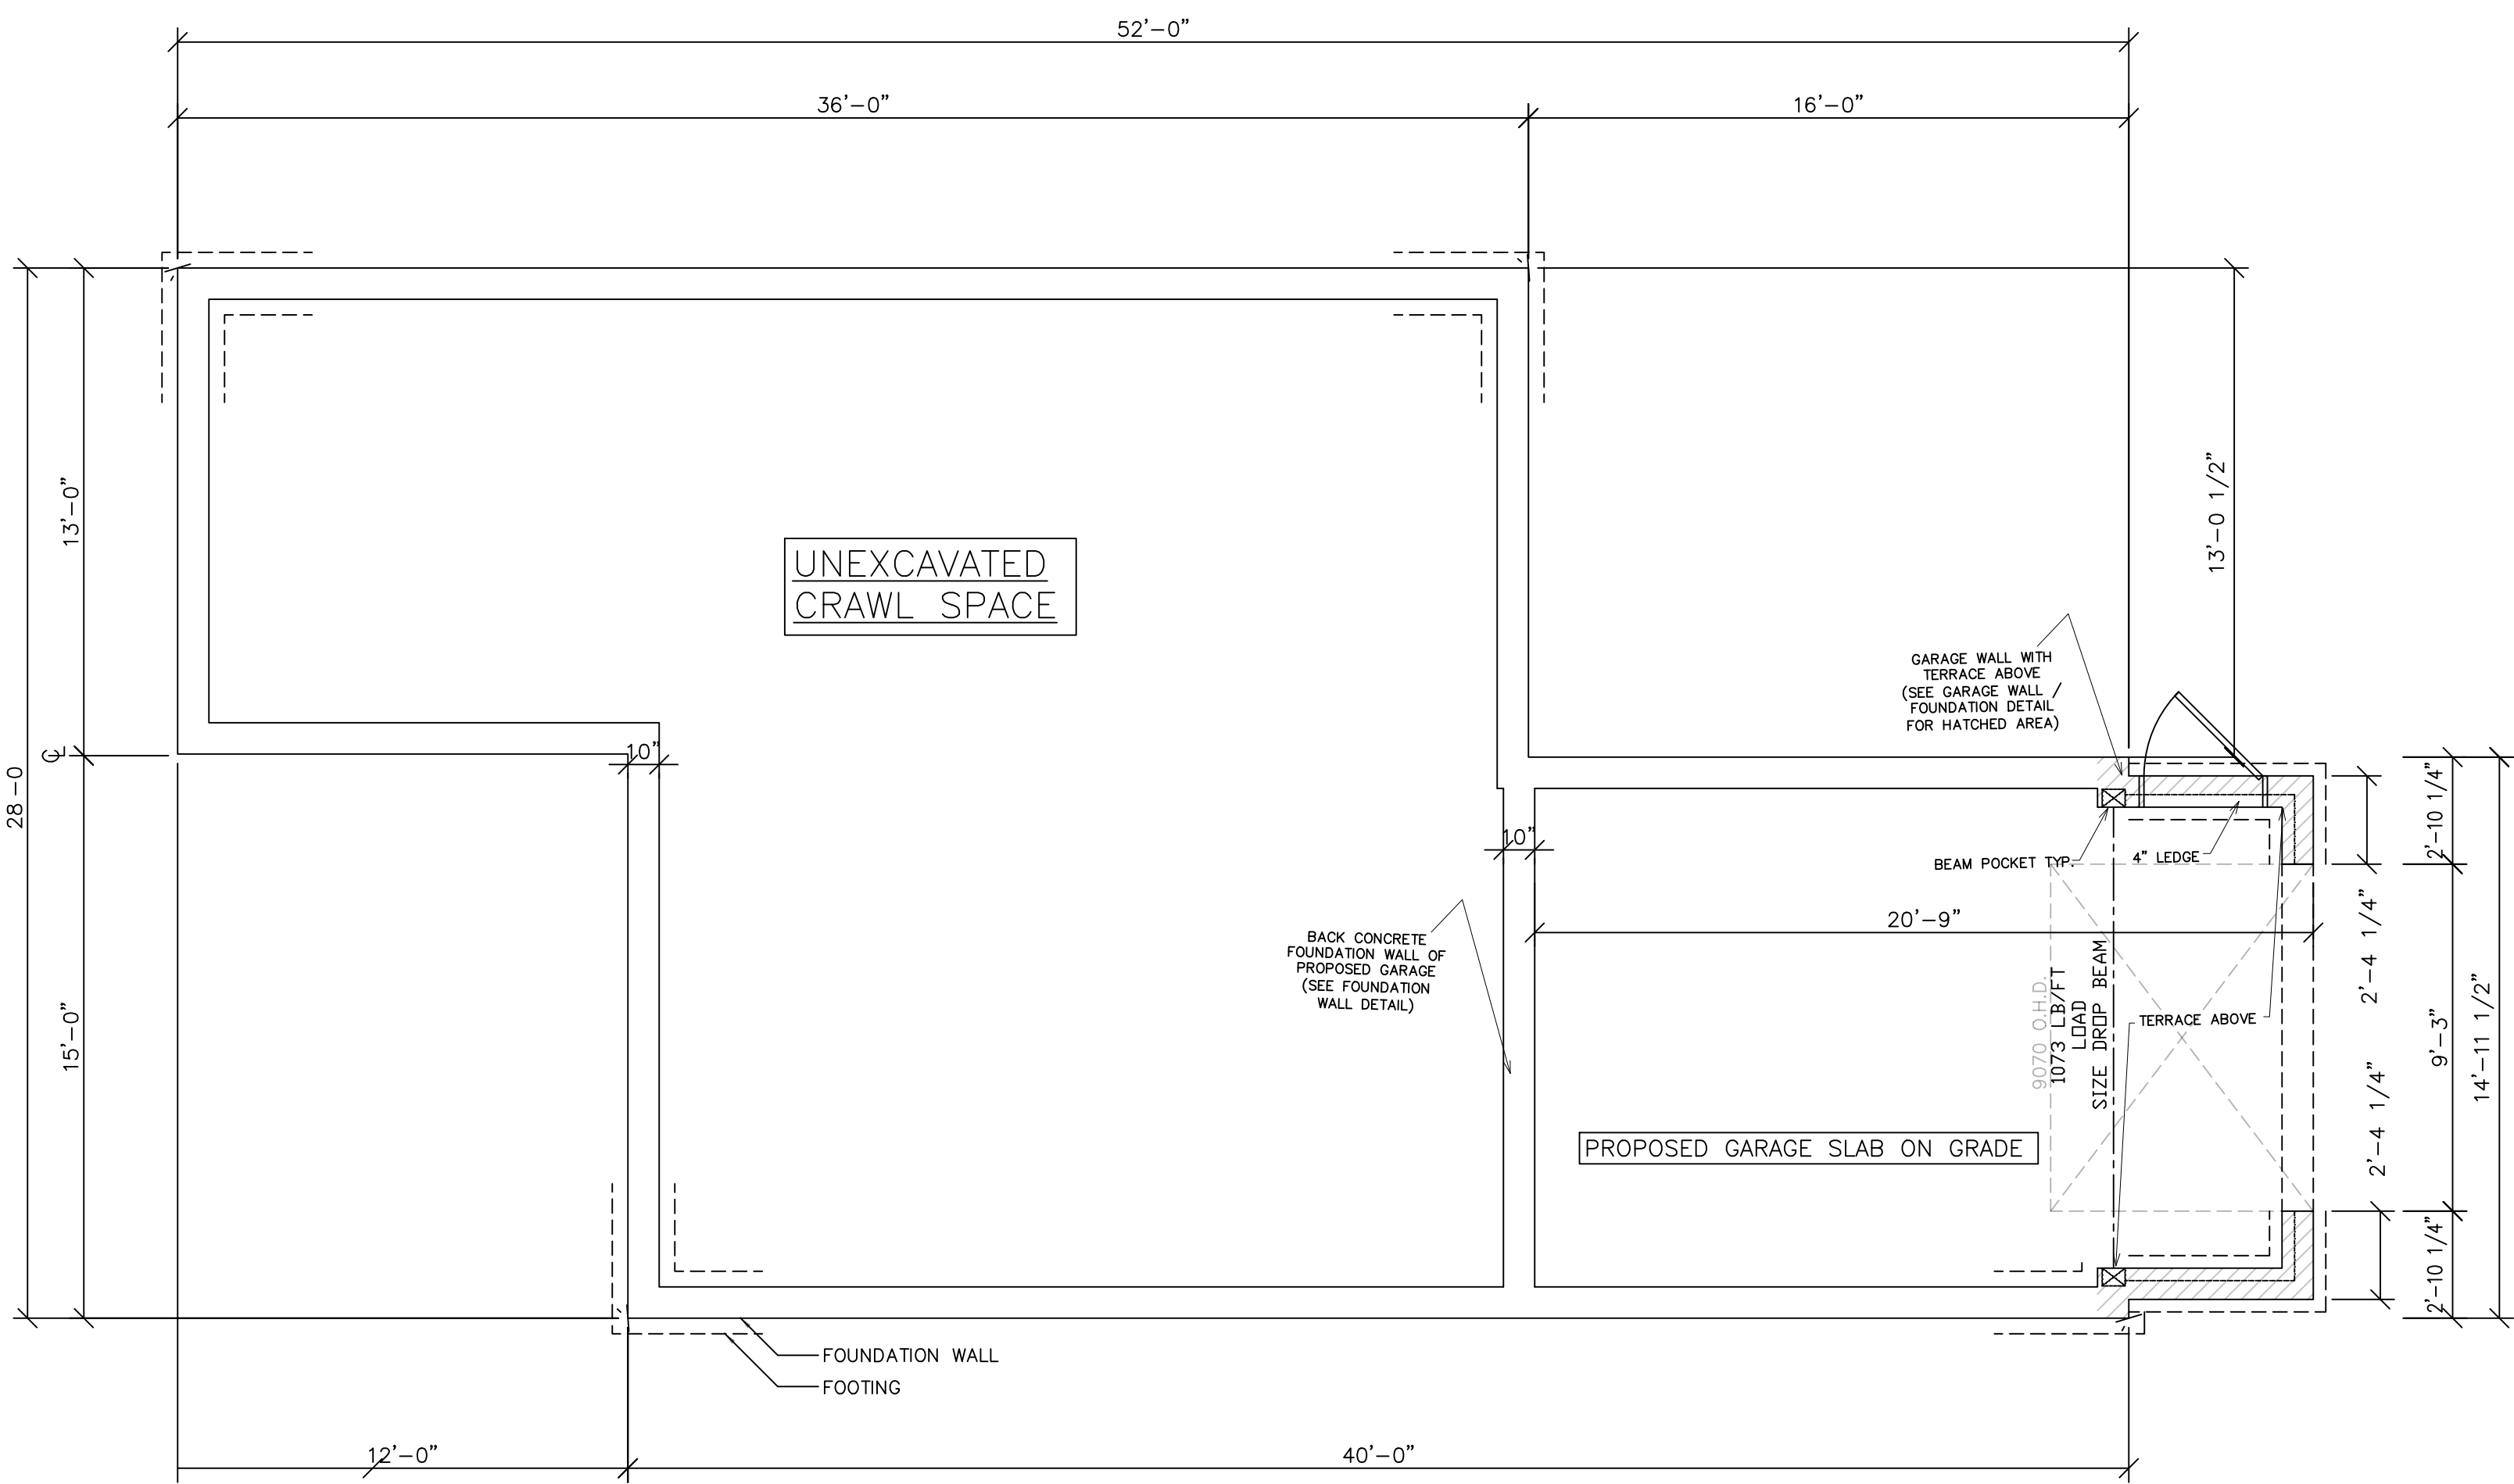 52'-0"
36'-0"
16'-0"
13'-0"
13'-0 1/2"
UNEXCAVATED
CRAWL SPACE
GARAGE WALL WITH
TERRACE ABOVE
(SEE GARAGE WALL /
FOUNDATION DETAIL
FOR HATCHED AREA)
28-0
10"
10"
2'-10 1/4"
BEAM POCKET TYP.
4" LEDGE
20'-9"
2'-4 1/4"
BACK CONCRETE
FOUNDATION WALL OF
PROPOSED GARAGE
(SEE FOUNDATION
WALL DETAIL)
9070 O.H.D.
1073 LB/FT
LOAD
SIZE DROP BEAM
TERRACE ABOVE
15'-0"
9'-3"
14'-11 1/2"
2'-4 1/4"
PROPOSED GARAGE SLAB ON GRADE
2'-10 1/4"
FOUNDATION WALL
FOOTING
12'-0"
40'-0"